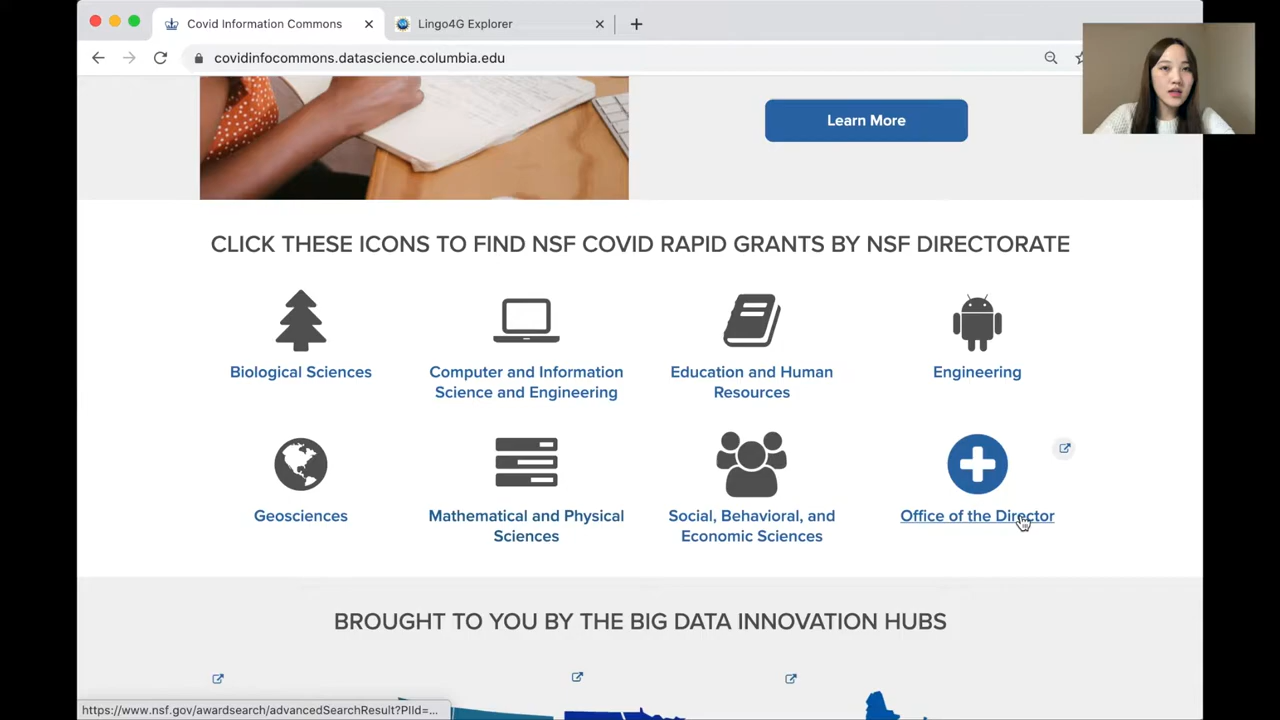 Covid Information Commons
Lingo4G Explorer
covidinfocommons.datascience.columbia.edu
Learn More
CLICK THESE ICONS TO FIND NSF COVID RAPID GRANTS BY NSF DIRECTORATE
Biological Sciences
Computer and Information
Science and Engineering
Education and Human
Resources
Engineering
Geosciences
Mathematical and Physical
Sciences
Social, Behavioral, and
Economic Sciences
Office of the Director
BROUGHT TO YOU BY THE BIG DATA INNOVATION HUBS
https://www.nsf.gov/awardsearch/advancedSearchResult?PIId=...